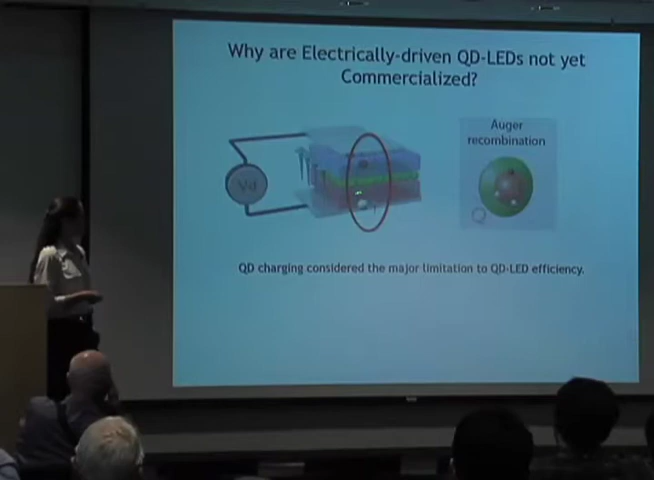 Why are Electrically-driven QD-LEDs not yet
Commercialized?
Auger
recombination
Vd
Q
QD charging considered the major limitation to QD-LED efficiency.